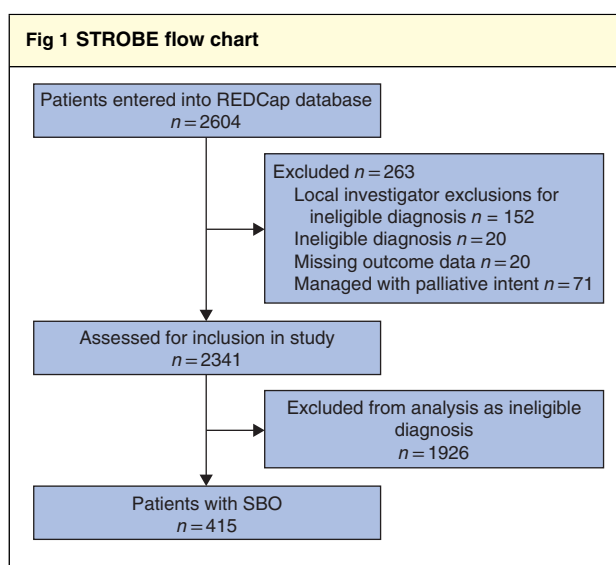 Fig 1 STROBE flow chart
Patients entered into REDCap database
n = 2604
Excluded n = 263
Local investigator exclusions for
ineligible diagnosis n = 152
Ineligible diagnosis n = 20
Missing outcome data n = 20
Managed with palliative intent n = 71
Assessed for inclusion in study
n = 2341
Excluded from analysis as ineligible
diagnosis
n = 1926
Patients with SBO
n = 415